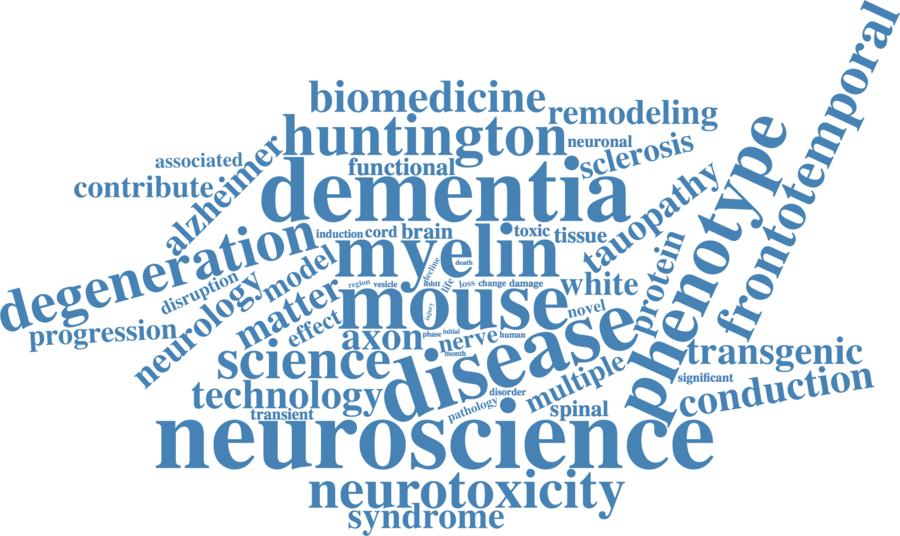 frontotemporal
biomedicine
remodeling
huntington
phenotype
neuronal
sclerosis
associated
functional
alzheimer
contribute
dementia
tauopathy
degeneration
induction
cord
brain
toxic
tissue
myelin
model
decline
death
protein
disruption
neurology
region
vesicle
mhtt
life
loss
change
damage
white
matter
mouse
injury
novel
progression
effect
axon
phase
initial
nerve
human
disease
month
science
multiple
transgenic
significant
conduction
technology
disorder
pathology
spinal
transient
neuroscience
neurotoxicity
syndrome